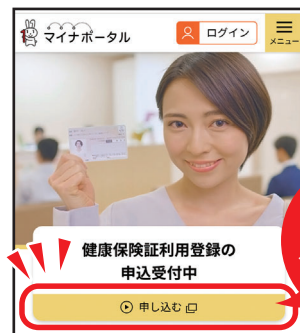 マイナポータル
ログイン
メニュー
健康保険証利用登録の
申込受付中
申し込む